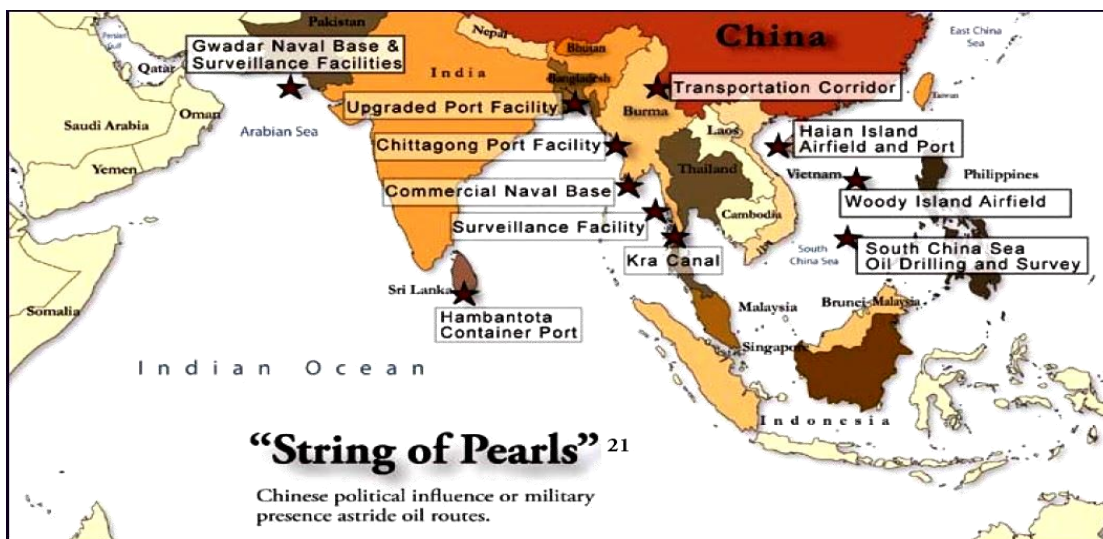 Pakistan
Persian
Gulf
Nepal
Bhutan
China
East China
Sea
Gwadar Naval Base &
Surveillance Facilities
Qatar
India
Bangladesh
Transportation Corridor
Taiwan
Upgraded Port Facility
Burma
Oman
Saudi Arabia
Arabian Sea
Laos
Haian Island
Airfield and Port
Chittagong Port Facility
Yemen
Thailand
Vietnam
Philippines
Commercial Naval Base
Woody Island Airfield
Cambodia
Surveillance Facility
South
China Sea
South China Sea
Oil Drilling and Survey
Kra Canal
Sri Lanka
Somalia
Hambantota
Container Port
Malaysia
Brunei
Malaysia
Singapore
Indian Ocean
Indonesia
“String of Pearls” 21
Chinese political influence or military
presence astride oil routes.